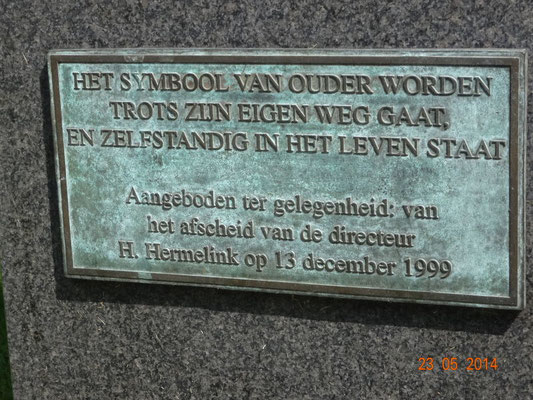 HET SYMBOOL VAN OUDER WORDEN
TROTS ZIJN EIGEN WEG GAAT,
EN ZELFSTANDIG IN HET LEVEN STAAT
Aangeboden ter gelegenheid: van
het afscheid van de directeur
H. Hermelink op 13 december 1999
23 05 2014